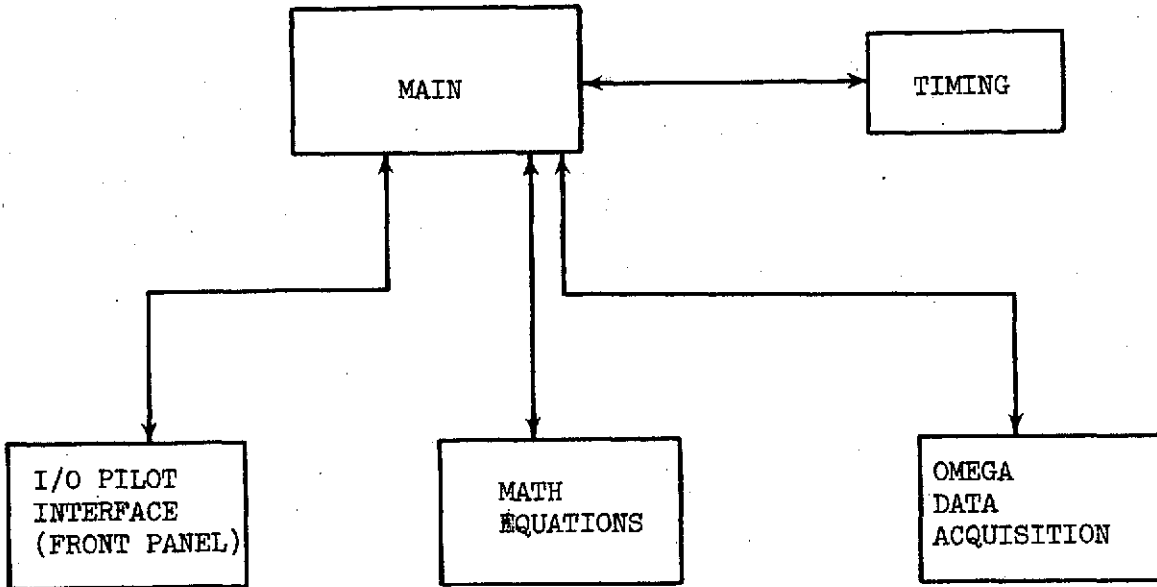 MAIN
TIMING
I/O PILOT
INTERFACE
(FRONT PANEL)
MATH
EQUATIONS
OMEGA
DATA
ACQUISITION